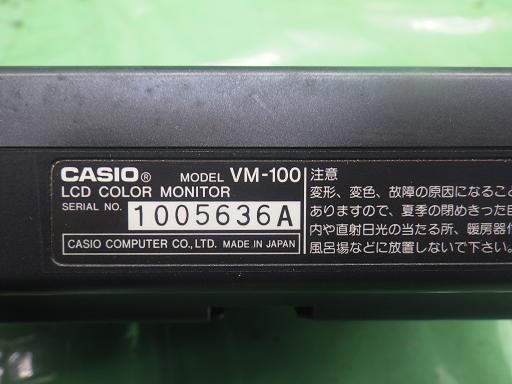 CASIO® MODEL VM-100
LCD COLOR MONITOR
SERIAL NO. 1005636A
CASIO COMPUTER CO., LTD. MADE IN JAPAN
注意
変形、変色、故障の原因になること
ありますので、夏季の閉めきった
内や直射日光の当たる所、暖房器
風呂場などに放置しないで下さい